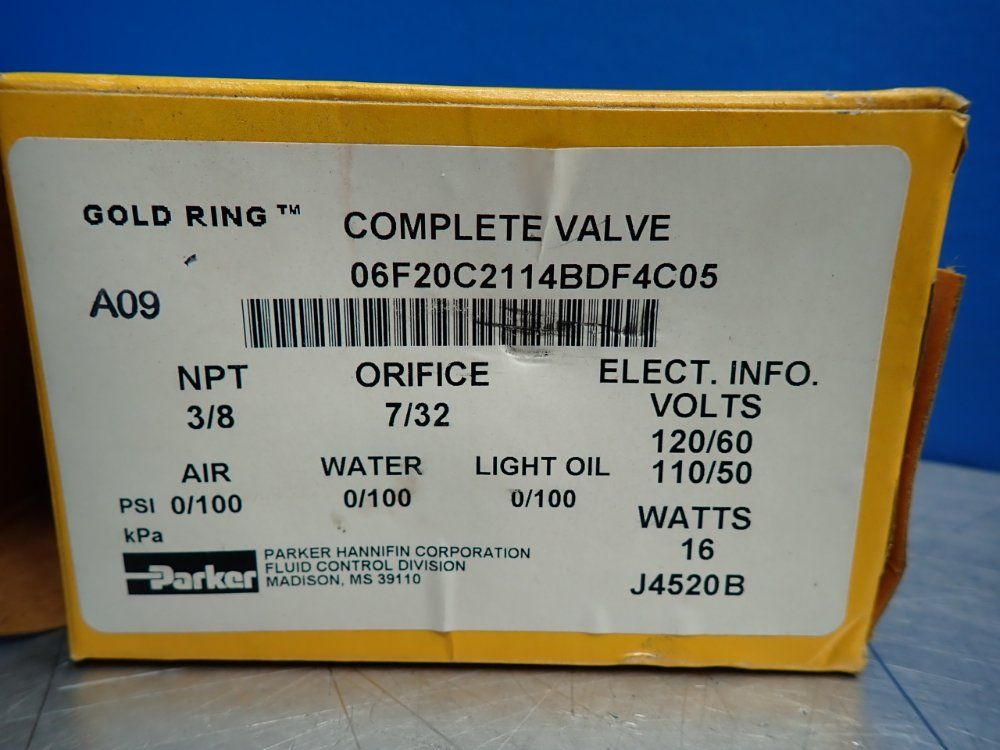 GOLD RING™ COMPLETE VALVE
06F20C2114BDF4C05
A09
NPT ORIFICE ELECT. INFO.
3/8 7/32 VOLTS
120/60
110/50
AIR WATER LIGHT OIL
PSI 0/100 0/100 0/100
kPa
WATTS
16
J4520B
Parker
PARKER HANNIFIN CORPORATION
FLUID CONTROL DIVISION
MADISON, MS 39110